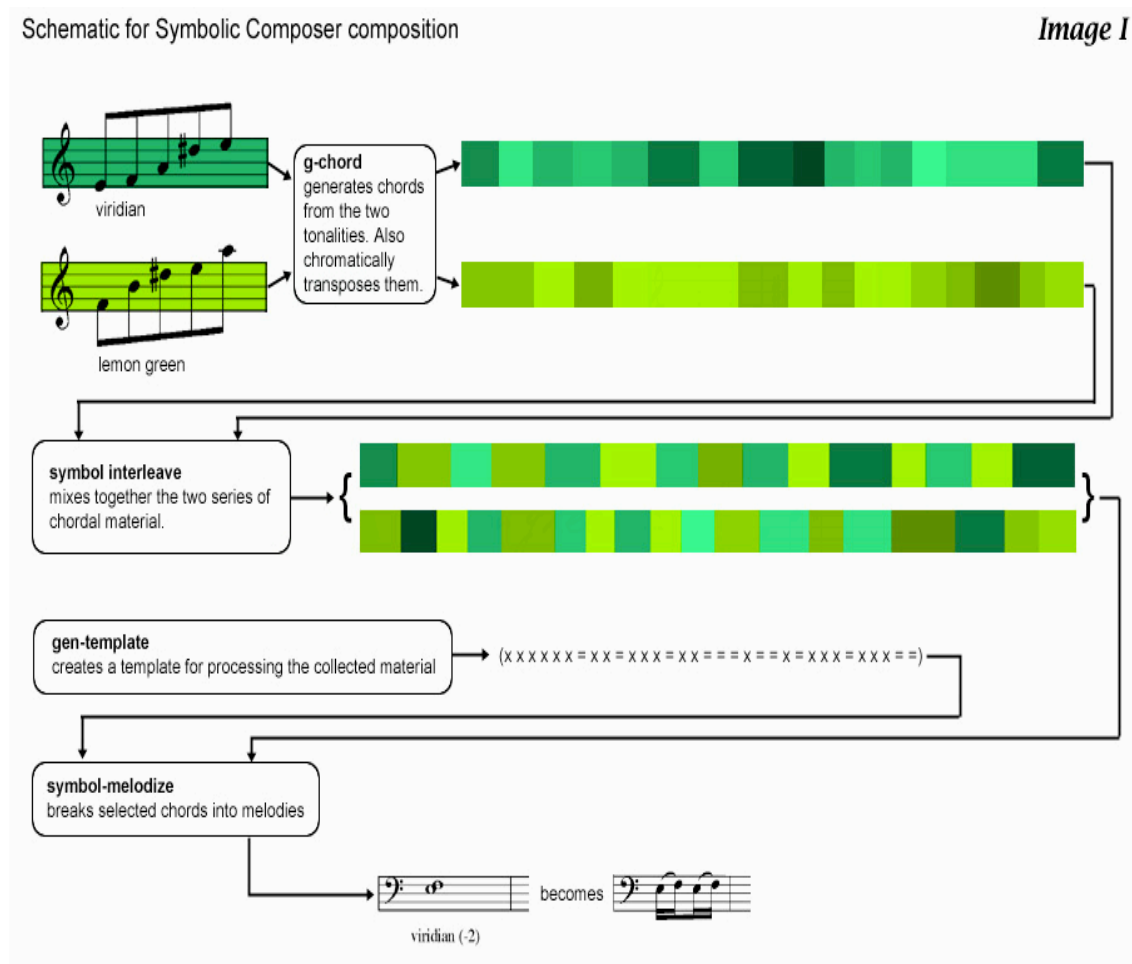 Schematic for Symbolic Composer composition
Image I
viridian
g-chord
generates chords
from the two
tonalities. Also
chromatically
transposes them.
lemon green
symbol interleave
mixes together the two series of
chordal material.
{ }
gen-template
creates a template for processing the collected material
(x x x x x x = x x = x x x = x x = = = x = = x = x x x = x x x = =)
symbol-melodize
breaks selected chords into melodies
becomes
viridian (-2)